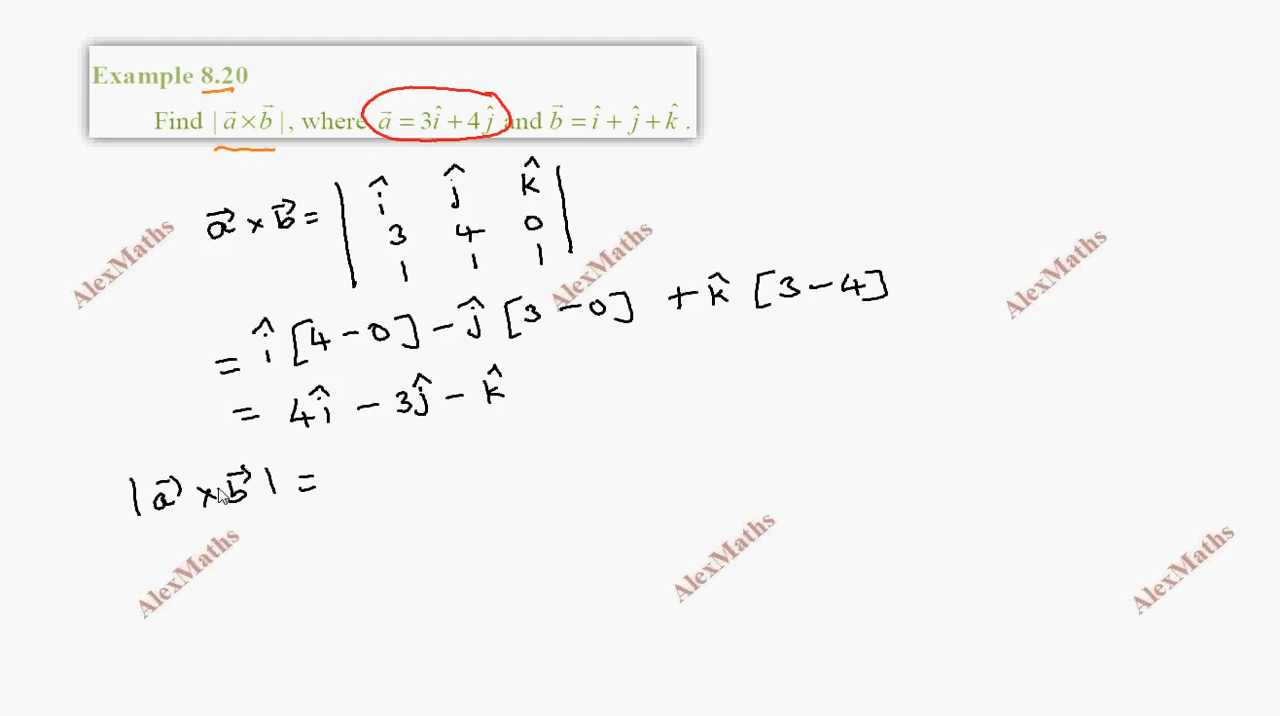 Example 8.20
Find | a⃗ × b⃗ |, where a⃗ = 3î + 4ĵ and b⃗ = î + ĵ + k̂ .
a⃗ × b⃗ = | î ĵ k̂
3 4 0
1 1 1 |
= î [4 − 0] − ĵ [3 − 0] + k̂ [3 − 4]
= 4î − 3ĵ − k̂
| a⃗ × b⃗ | =
AlexMaths
AlexMaths
AlexMaths
AlexMaths
AlexMaths
AlexMaths